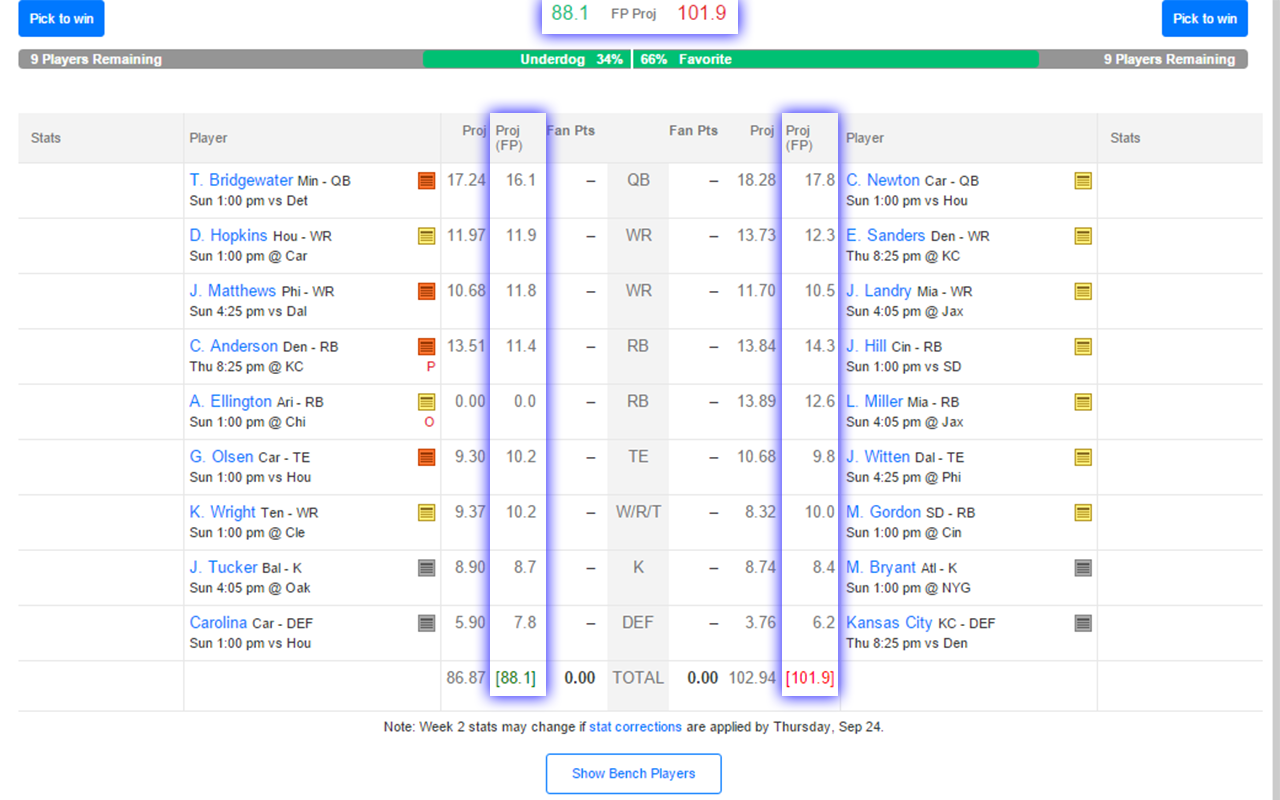 Pick to win 88.1 FP Proj 101.9 Pick to win
9 Players Remaining Underdog 34% 66% Favorite 9 Players Remaining
Stats Player Proj Proj (FP) Fan Pts Fan Pts Proj Proj (FP) Player Stats
T. Bridgewater Min - QB 17.24 16.1 – QB – 18.28 17.8 C. Newton Car - QB
Sun 1:00 pm vs Det Sun 1:00 pm vs Hou
D. Hopkins Hou - WR 11.97 11.9 – WR – 13.73 12.3 E. Sanders Den - WR
Sun 1:00 pm @ Car Thu 8:25 pm @ KC
J. Matthews Phi - WR 10.68 11.8 – WR – 11.70 10.5 J. Landry Mia - WR
Sun 4:25 pm vs Dal Sun 4:05 pm @ Jax
C. Anderson Den - RB 13.51 11.4 – RB – 13.84 14.3 J. Hill Cin - RB
Thu 8:25 pm @ KC P Sun 1:00 pm vs SD
A. Ellington Ari - RB 0.00 0.0 – RB – 13.89 12.6 L. Miller Mia - RB
Sun 1:00 pm @ Chi O Sun 4:05 pm @ Jax
G. Olsen Car - TE 9.30 10.2 – TE – 10.68 9.8 J. Witten Dal - TE
Sun 1:00 pm vs Hou Sun 4:25 pm @ Phi
K. Wright Ten - WR 9.37 10.2 – W/R/T – 8.32 10.0 M. Gordon SD - RB
Sun 1:00 pm @ Cle Sun 1:00 pm @ Cin
J. Tucker Bal - K 8.90 8.7 – K – 8.74 8.4 M. Bryant Atl - K
Sun 4:05 pm @ Oak Sun 1:00 pm @ NYG
Carolina Car - DEF 5.90 7.8 – DEF – 3.76 6.2 Kansas City KC - DEF
Sun 1:00 pm vs Hou Thu 8:25 pm vs Den
86.87 [88.1] 0.00 TOTAL 0.00 102.94 [101.9]
Note: Week 2 stats may change if stat corrections are applied by Thursday, Sep 24.
Show Bench Players